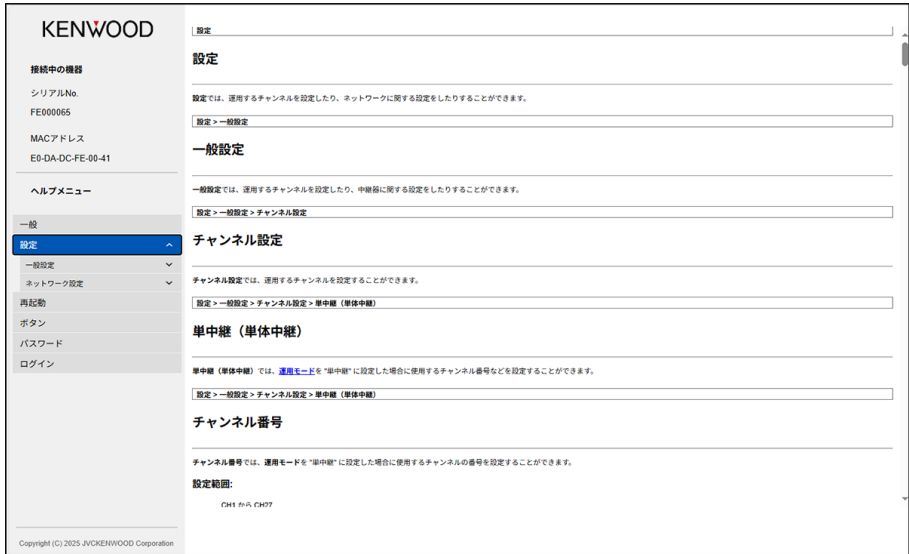 KENWOOD
接続中の機器
シリアルNo.
FE000065
MACアドレス
E0-DA-DC-FE-00-41
ヘルプメニュー
一般
設定
一般設定
ネットワーク設定
再起動
ボタン
パスワード
ログイン
Copyright (C) 2025 JVCKENWOOD Corporation
設定
設定
設定では、運用するチャンネルを設定したり、ネットワークに関する設定をしたりすることができます。
設定 > 一般設定
一般設定
一般設定では、運用するチャンネルを設定したり、中継器に関する設定をしたりすることができます。
設定 > 一般設定 > チャンネル設定
チャンネル設定
チャンネル設定では、運用するチャンネルを設定することができます。
設定 > 一般設定 > チャンネル設定 > 単中継（単体中継）
単中継（単体中継）
単中継（単体中継）では、運用モードを "単中継" に設定した場合に使用するチャンネル番号などを設定することができます。
設定 > 一般設定 > チャンネル設定 > 単中継（単体中継）
チャンネル番号
チャンネル番号では、運用モードを "単中継" に設定した場合に使用するチャンネルの番号を設定することができます。
設定範囲:
CH1 から CH27